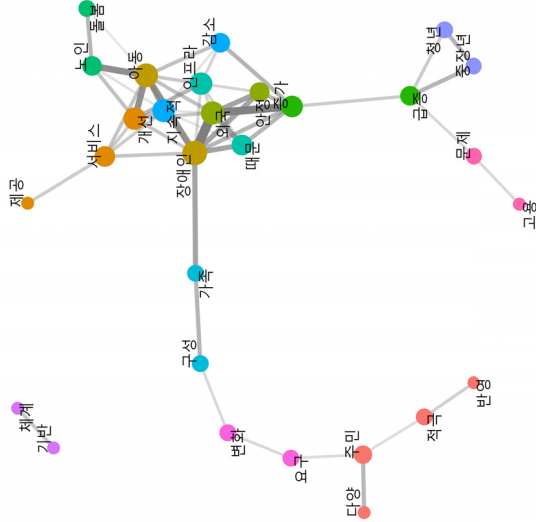 돌봄
노인
아동
인프라
감소
청년
중장년
개선
지속적
외국
안정
증가
급증
서비스
장애인
때문
문제
제공
고용
가족
구성
체계
기반
변화
요구
주민
적극
반영
다양